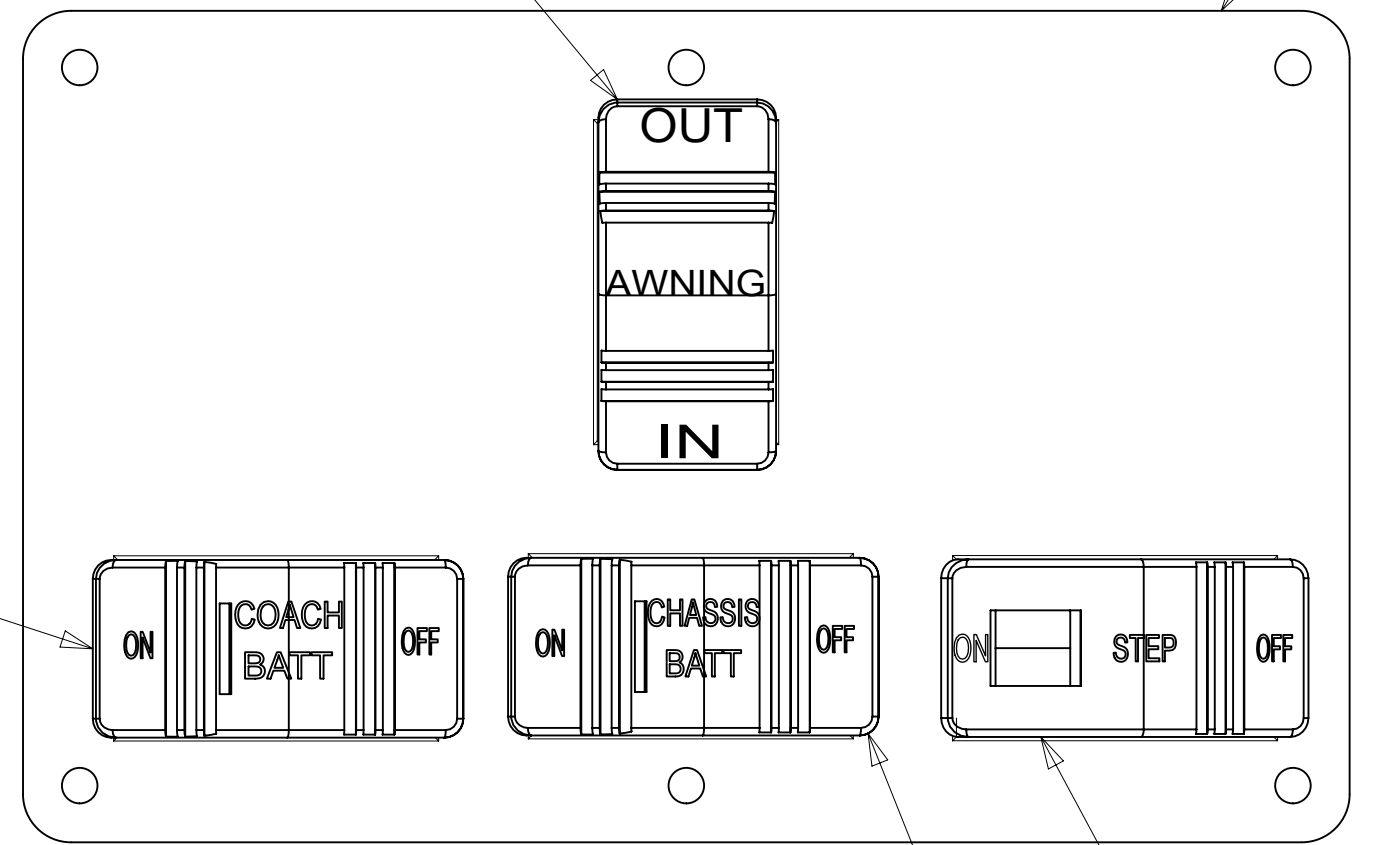 OUT
AWNING
IN
ON
COACH
BATT
OFF
ON
CHASSIS
BATT
OFF
ON
STEP
OFF